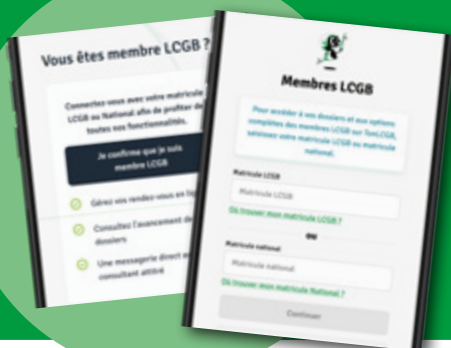 Vous êtes membre LCGB ?
Connectez-vous avec votre matricule
LCGB ou National afin de profiter de
toutes nos fonctionnalités.
Je confirme que je suis
membre LCGB
Gérez vos rendez-vous en
Consultez l'avancement de
dossiers
Une messagerie direct
consultant attitré
Membres LCGB
Pour accéder à vos dossiers et aux options
complètes des membres LCGB sur
saisissez votre matricule LCGB ou matricule
national.
Matricule LCGB
Matricule LCGB
Où trouver mon matricule LCGB ?
ou
Matricule national
Matricule national
Où trouver mon matricule National ?
Continuer